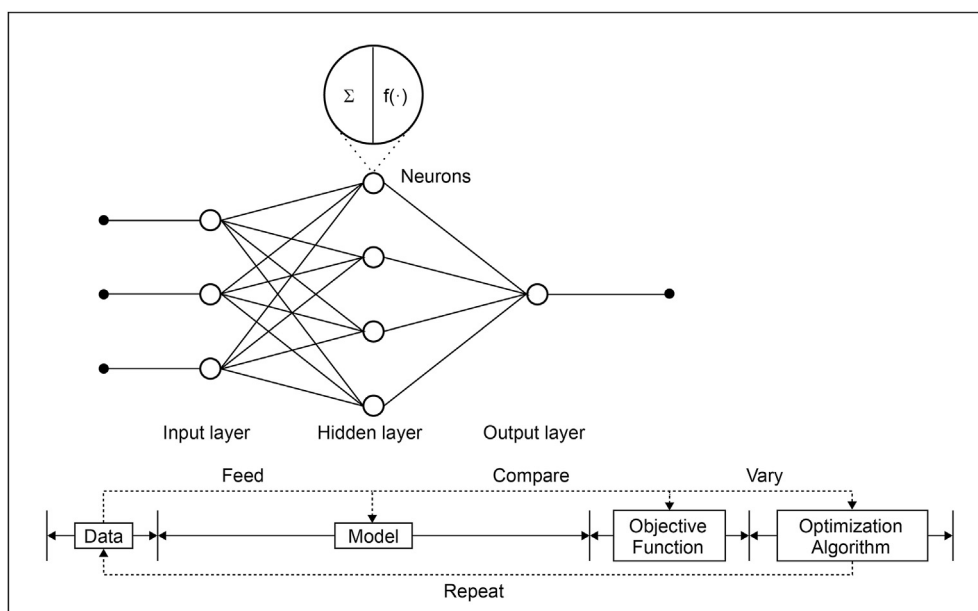 Σ f(·)
Neurons
Input layer Hidden layer Output layer
Feed Compare Vary
Data
Model
Objective
Function
Optimization
Algorithm
Repeat